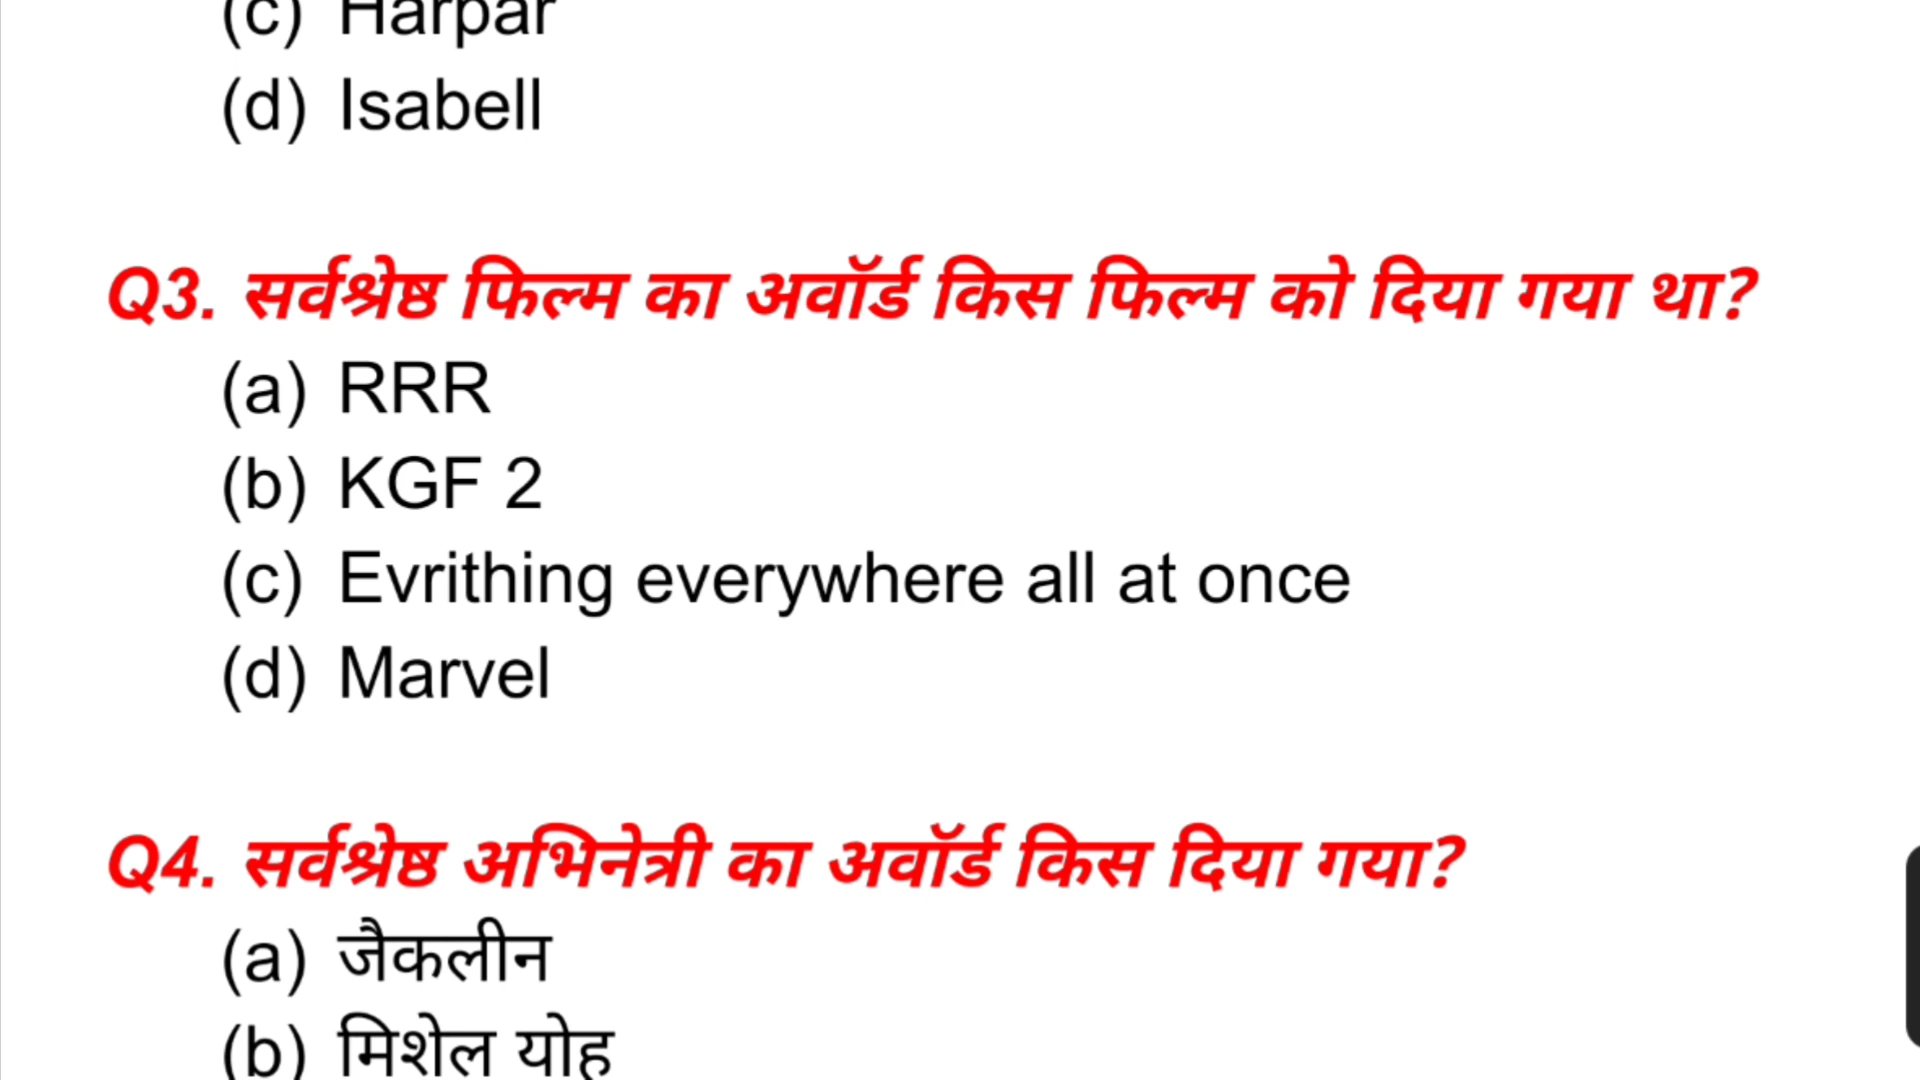 (c) Harpar
(d) Isabell
Q3. सर्वश्रेष्ठ फिल्म का अवॉर्ड किस फिल्म को दिया गया था?
(a) RRR
(b) KGF 2
(c) Evrithing everywhere all at once
(d) Marvel
Q4. सर्वश्रेष्ठ अभिनेत्री का अवॉर्ड किस दिया गया?
(a) जैकलीन
(b) मिशेल योह